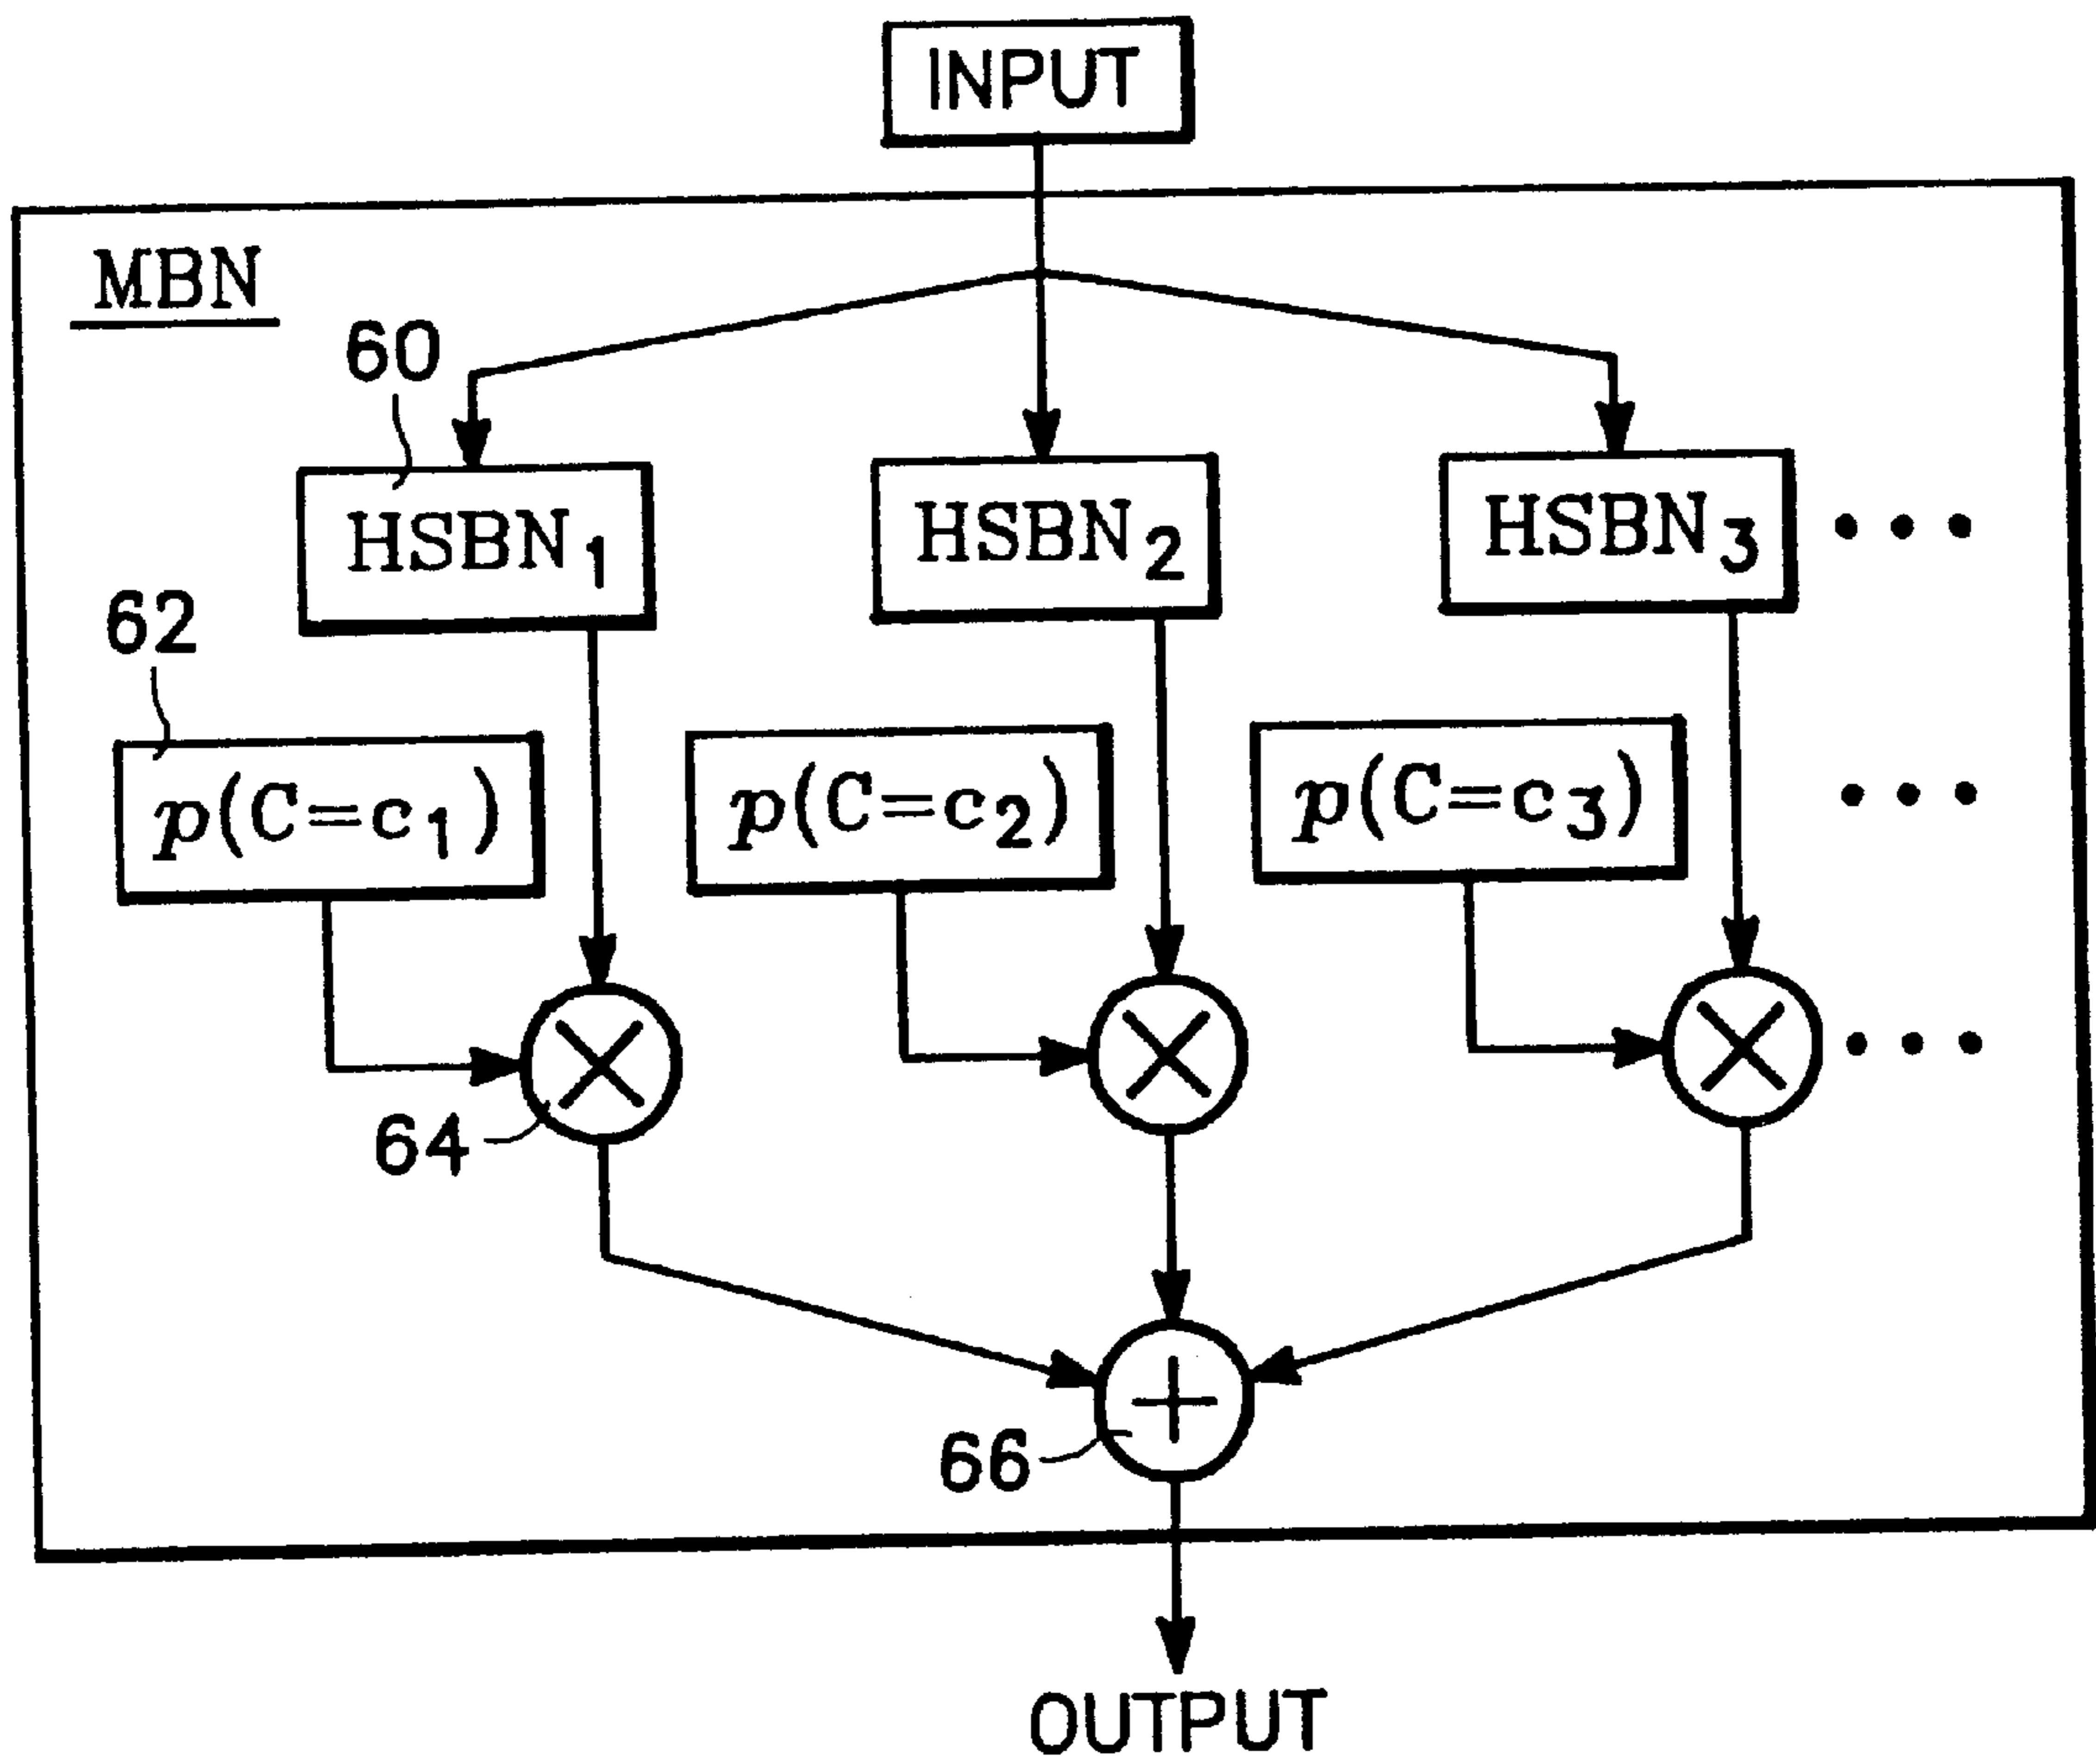 INPUT
MBN
60
HSBN1 HSBN2 HSBN3 • • •
62
p(C=c1) p(C=c2) p(C=c3) • • •
• • •
64
66
OUTPUT